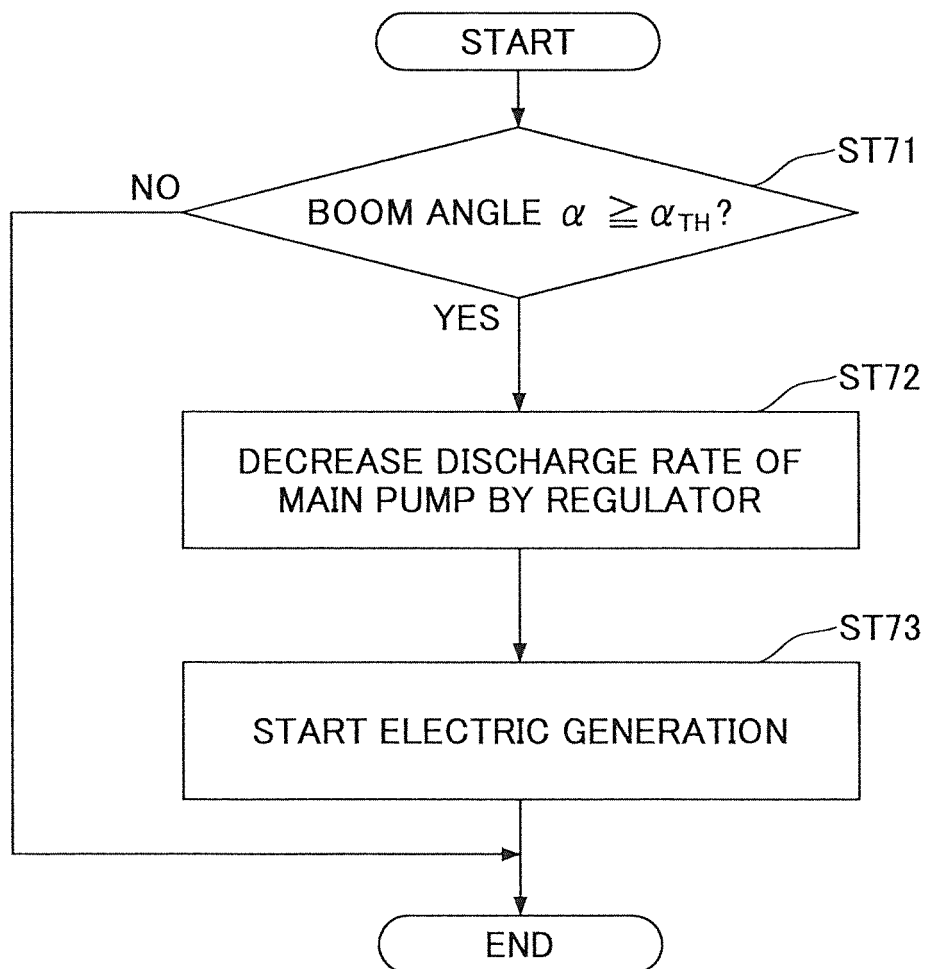 START
ST71
NO
BOOM ANGLE α ≧ αTH?
YES
ST72
DECREASE DISCHARGE RATE OF
MAIN PUMP BY REGULATOR
ST73
START ELECTRIC GENERATION
END